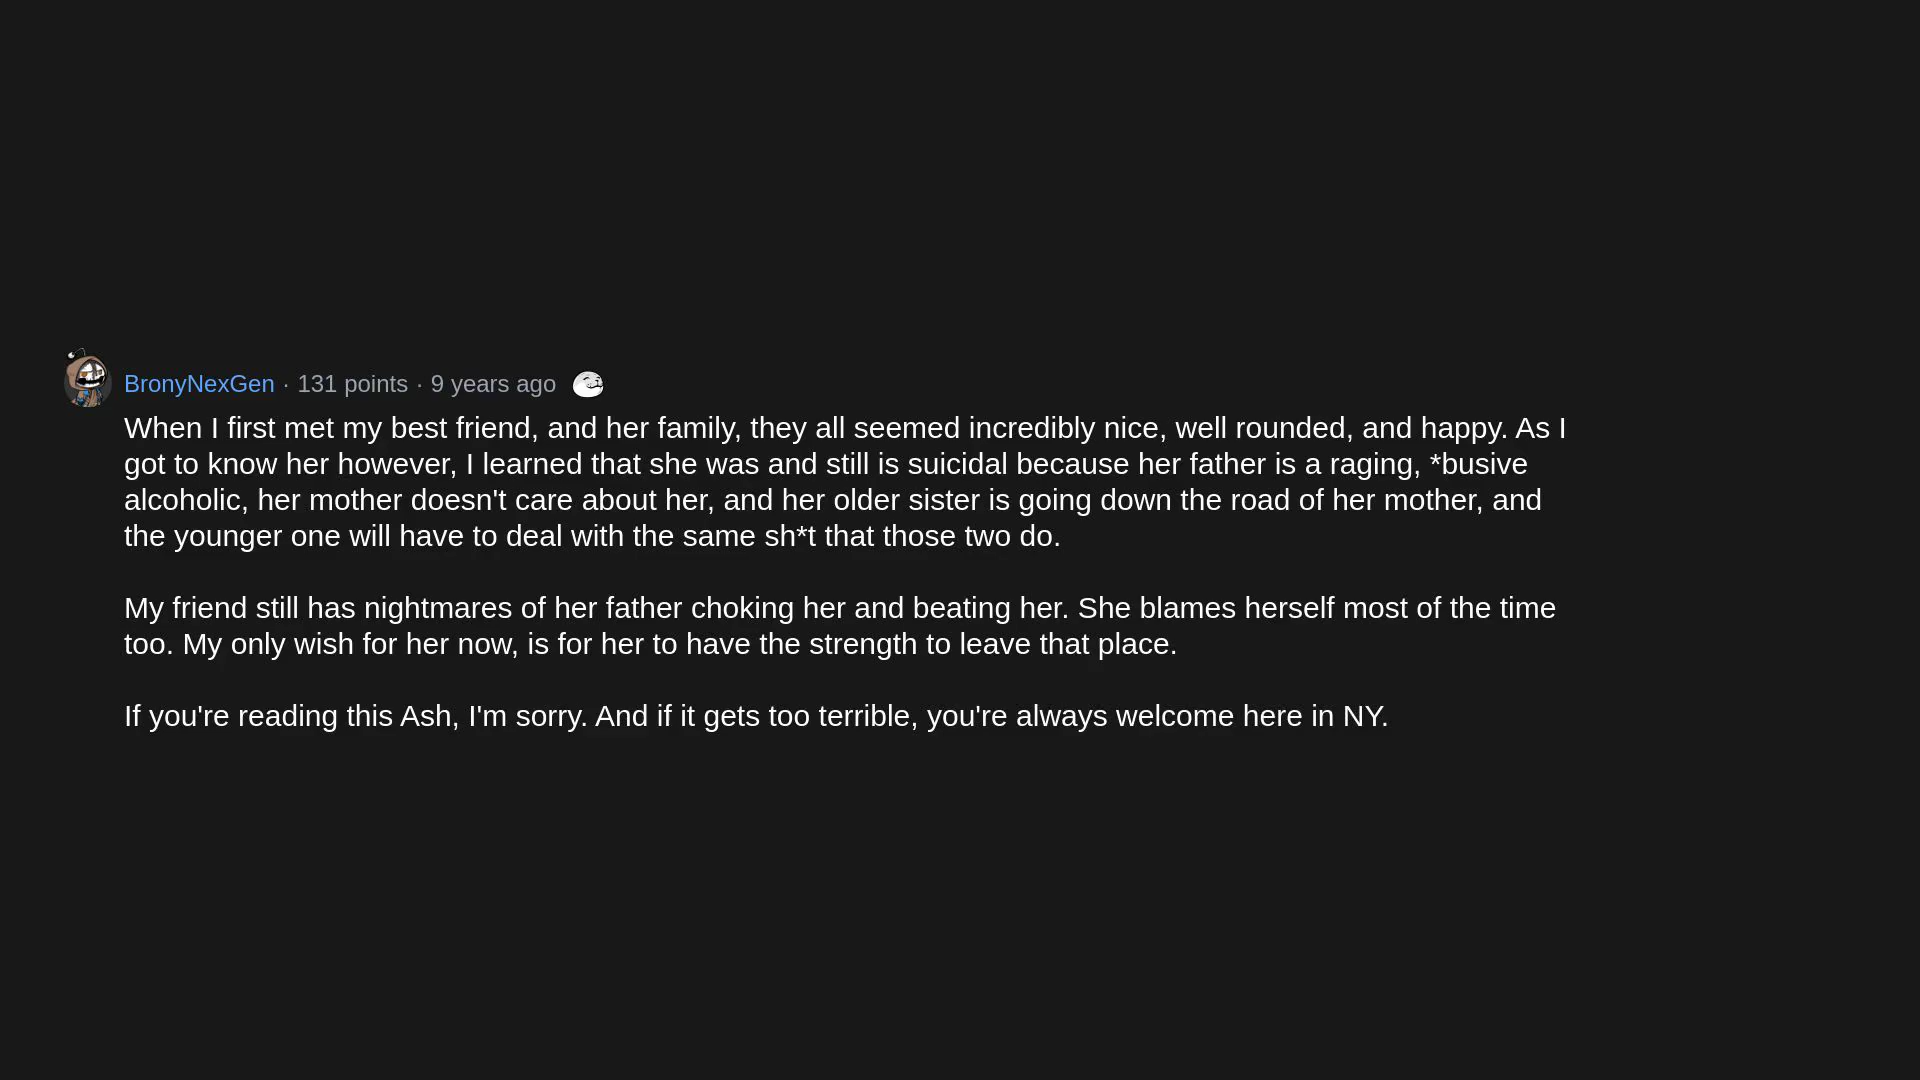 BronyNexGen · 131 points · 9 years ago
When I first met my best friend, and her family, they all seemed incredibly nice, well rounded, and happy. As I
got to know her however, I learned that she was and still is suicidal because her father is a raging, *busive
alcoholic, her mother doesn't care about her, and her older sister is going down the road of her mother, and
the younger one will have to deal with the same sh*t that those two do.
My friend still has nightmares of her father choking her and beating her. She blames herself most of the time
too. My only wish for her now, is for her to have the strength to leave that place.
If you're reading this Ash, I'm sorry. And if it gets too terrible, you're always welcome here in NY.